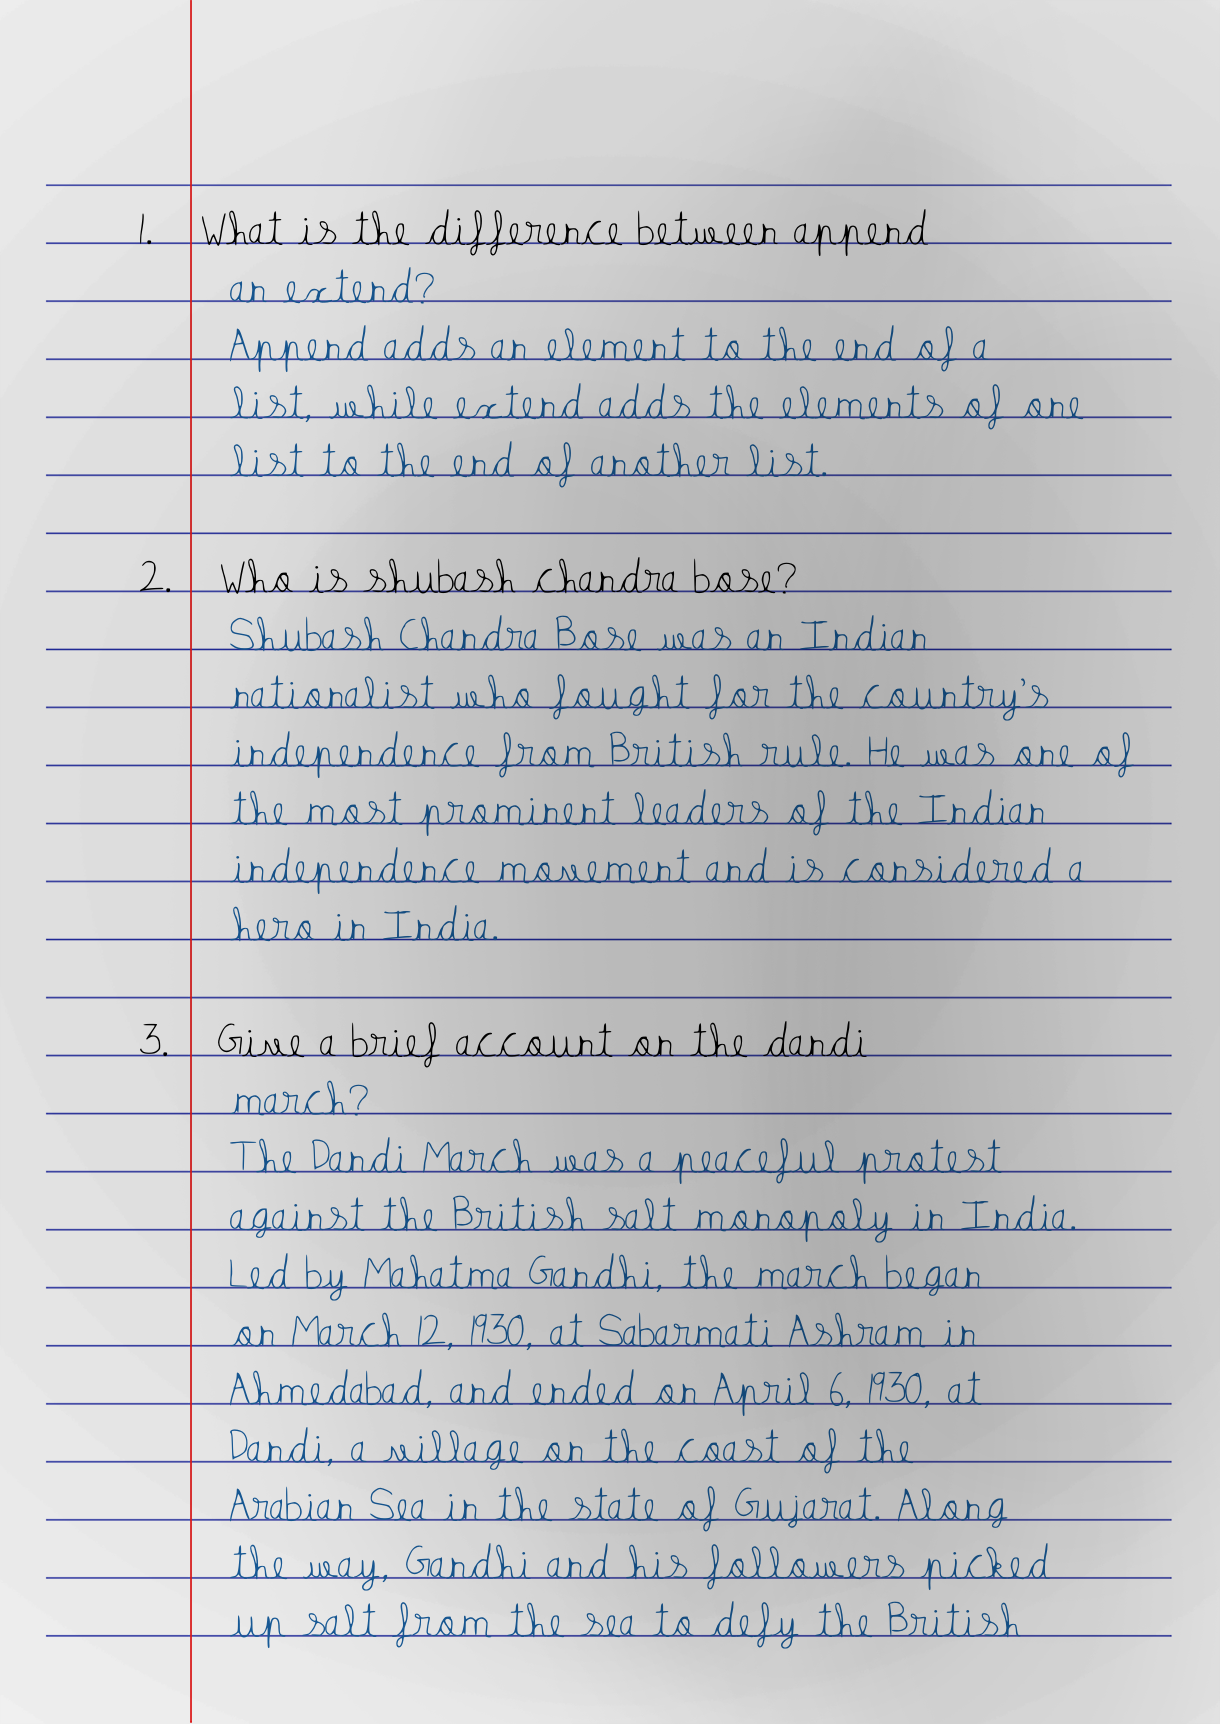 1. What is the difference between append
an extend?
Append adds an element to the end of a
list, while extend adds the elements of one
list to the end of another list.
2. Who is shubash chandra bose?
Shubash Chandra Bose was an Indian
nationalist who fought for the country's
independence from British rule. He was one of
the most prominent leaders of the Indian
independence movement and is considered a
hero in India.
3. Give a brief account on the dandi
march?
The Dandi March was a peaceful protest
against the British salt monopoly in India.
Led by Mahatma Gandhi, the march began
on March 12, 1930, at Sabarmati Ashram in
Ahmedabad, and ended on April 6, 1930, at
Dandi, a village on the coast of the
Arabian Sea in the state of Gujarat. Along
the way, Gandhi and his followers picked
up salt from the sea to defy the British